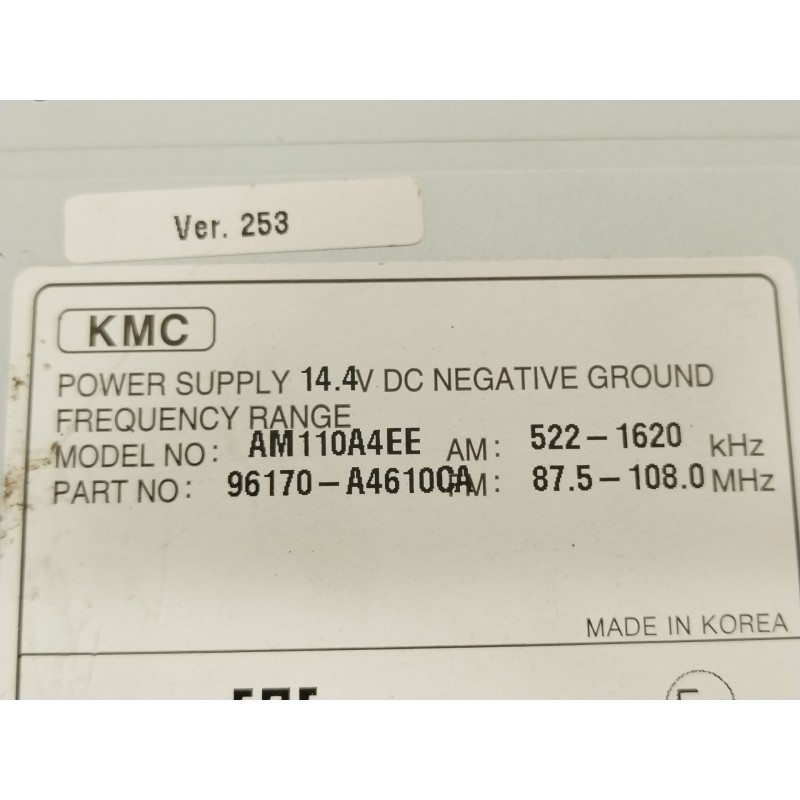 Ver. 253
KMC
POWER SUPPLY 14.4V DC NEGATIVE GROUND
FREQUENCY RANGE
MODEL NO: AM110A4EE AM: 522-1620 kHz
PART NO: 96170-A4610CA FM: 87.5-108.0 MHz
MADE IN KOREA